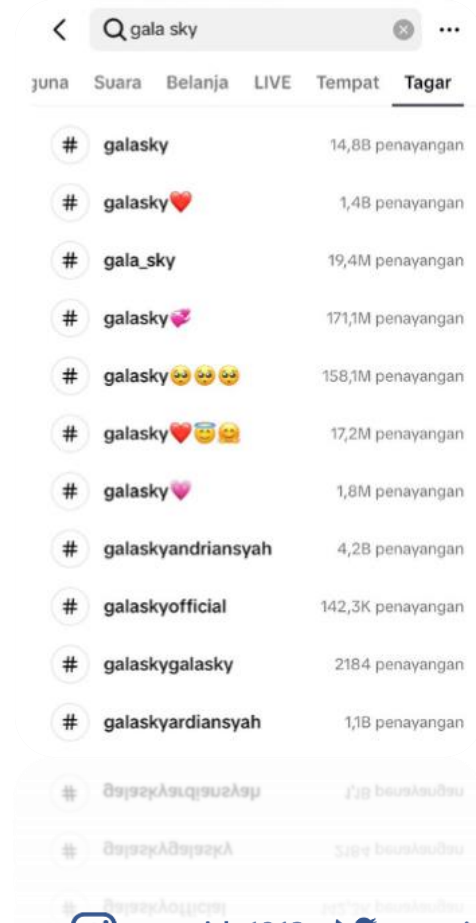 gala sky
guna Suara Belanja LIVE Tempat Tagar
# galasky 14,8B penayangan
# galasky❤️ 1,4B penayangan
# gala_sky 19,4M penayangan
# galasky💞 171,1M penayangan
# galasky🥺🥺🥺 158,1M penayangan
# galasky❤️😇🤗 17,2M penayangan
# galasky💗 1,8M penayangan
# galaskyandriansyah 4,2B penayangan
# galaskyofficial 142,3K penayangan
# galaskygalasky 2184 penayangan
# galaskyardiansyah 1,1B penayangan